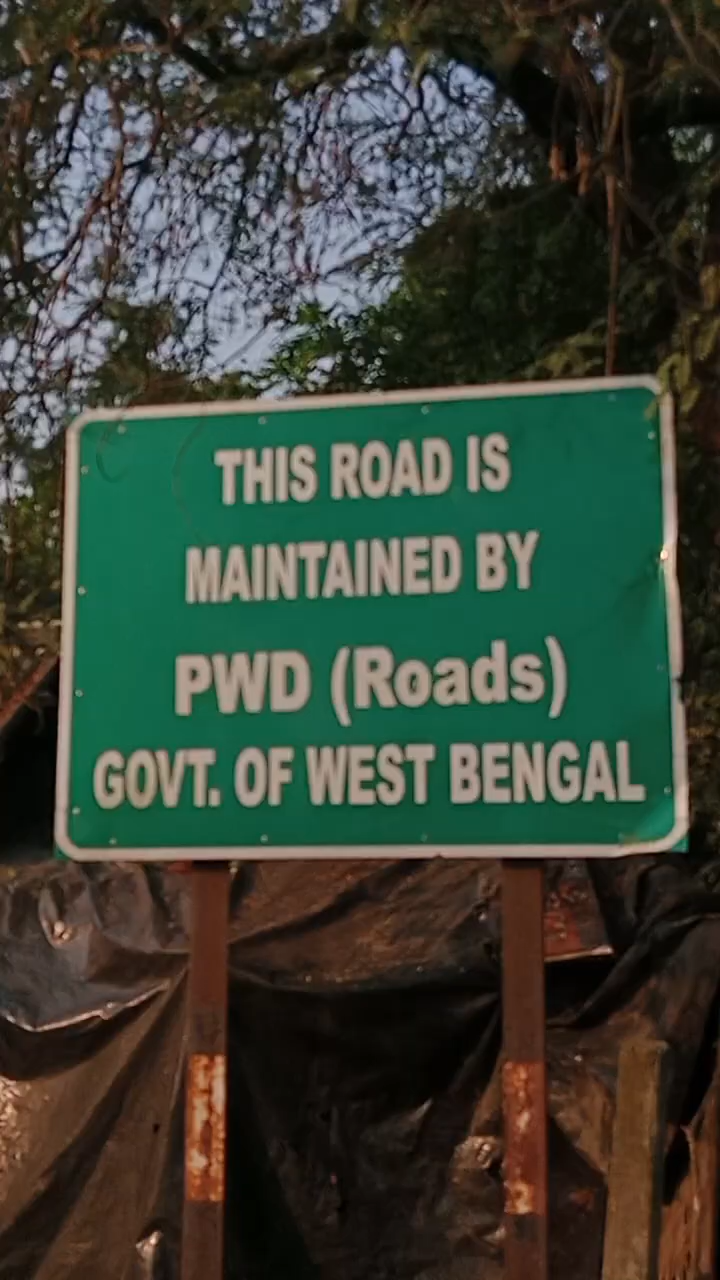 THIS ROAD IS
MAINTAINED BY
PWD (Roads)
GOVT. OF WEST BENGAL